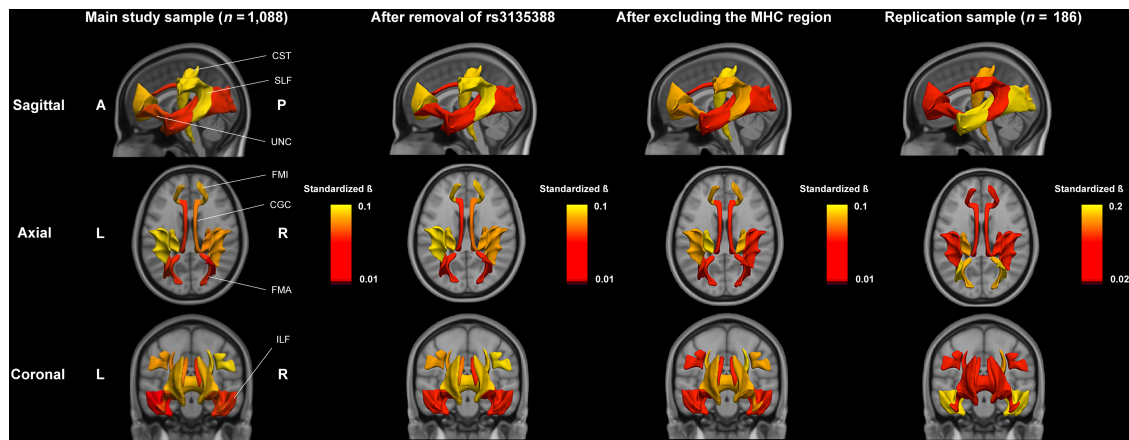 Main study sample (n = 1,088) After removal of rs3135388 After excluding the MHC region Replication sample (n = 186)
CST
SLF
Sagittal A P
UNC
FMI
Standardized ß Standardized ß Standardized ß Standardized ß
0.1 0.1 0.1 0.2
CGC
Axial L R
0.01 0.01 0.01 0.02
FMA
ILF
Coronal L R